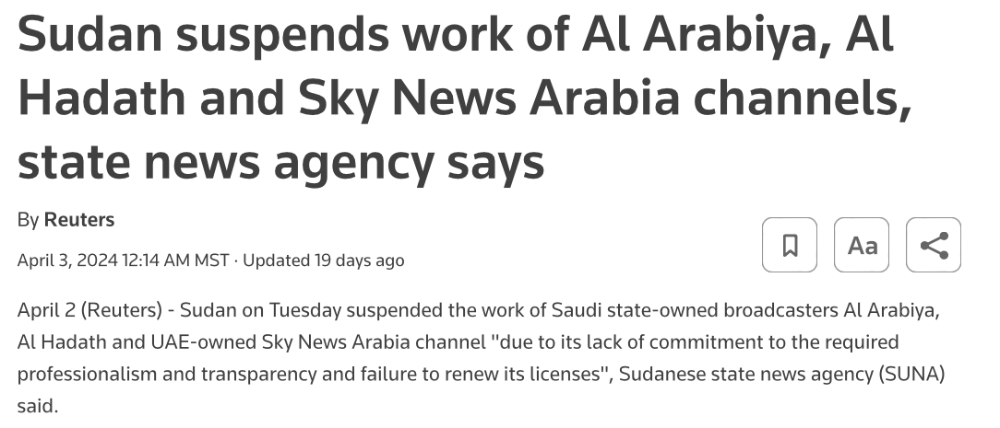 Sudan suspends work of Al Arabiya, Al
Hadath and Sky News Arabia channels,
state news agency says
By Reuters
April 3, 2024 12:14 AM MST · Updated 19 days ago
Aa
April 2 (Reuters) - Sudan on Tuesday suspended the work of Saudi state-owned broadcasters Al Arabiya,
Al Hadath and UAE-owned Sky News Arabia channel "due to its lack of commitment to the required
professionalism and transparency and failure to renew its licenses", Sudanese state news agency (SUNA)
said.